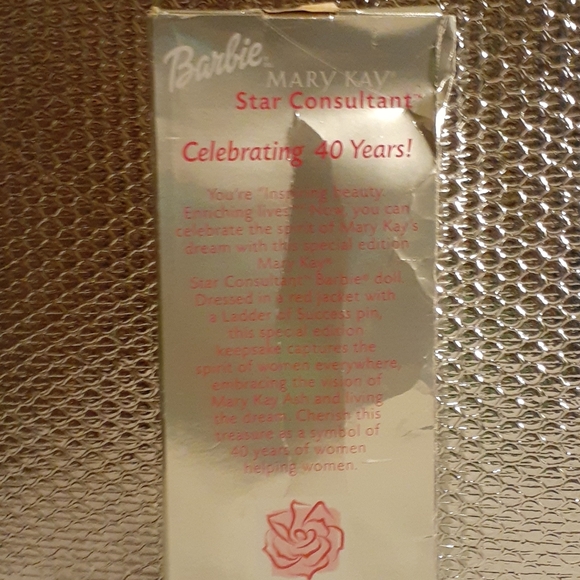 Barbie™
MARY KAY®
Star Consultant™
Celebrating 40 Years!
You're "Inspiring Beauty.
Enriching lives." Now, you can
celebrate the spirit of Mary Kay's
dream with this special edition
Mary Kay®
Star Consultant™ Barbie® doll.
Dressed in a red jacket with
a Ladder of Success pin,
this special edition
keepsake captures the
spirit of women everywhere,
embracing the vision of
Mary Kay Ash and living
the dream. Cherish this
treasure as a symbol of
40 years of women
helping women.